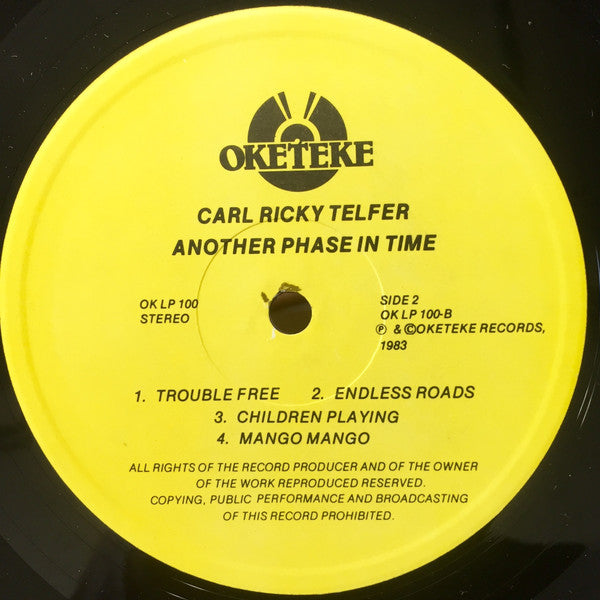 OKETEKE
CARL RICKY TELFER
ANOTHER PHASE IN TIME
OK LP 100
STEREO
SIDE 2
OK LP 100-B
℗ & ©OKETEKE RECORDS,
1983
1. TROUBLE FREE 2. ENDLESS ROADS
3. CHILDREN PLAYING
4. MANGO MANGO
ALL RIGHTS OF THE RECORD PRODUCER AND OF THE OWNER
OF THE WORK REPRODUCED RESERVED.
COPYING, PUBLIC PERFORMANCE AND BROADCASTING
OF THIS RECORD PROHIBITED.